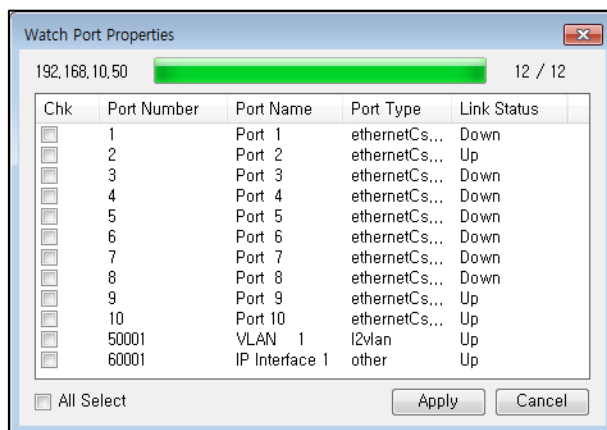 Watch Port Properties
192,168,10,50 12 / 12
Chk Port Number Port Name Port Type Link Status
1 Port 1 ethernetCs,,, Down
2 Port 2 ethernetCs,,, Up
3 Port 3 ethernetCs,,, Down
4 Port 4 ethernetCs,,, Down
5 Port 5 ethernetCs,,, Down
6 Port 6 ethernetCs,,, Down
7 Port 7 ethernetCs,,, Down
8 Port 8 ethernetCs,,, Down
9 Port 9 ethernetCs,,, Up
10 Port 10 ethernetCs,,, Up
50001 VLAN 1 l2vlan Up
60001 IP Interface 1 other Up
All Select Apply Cancel